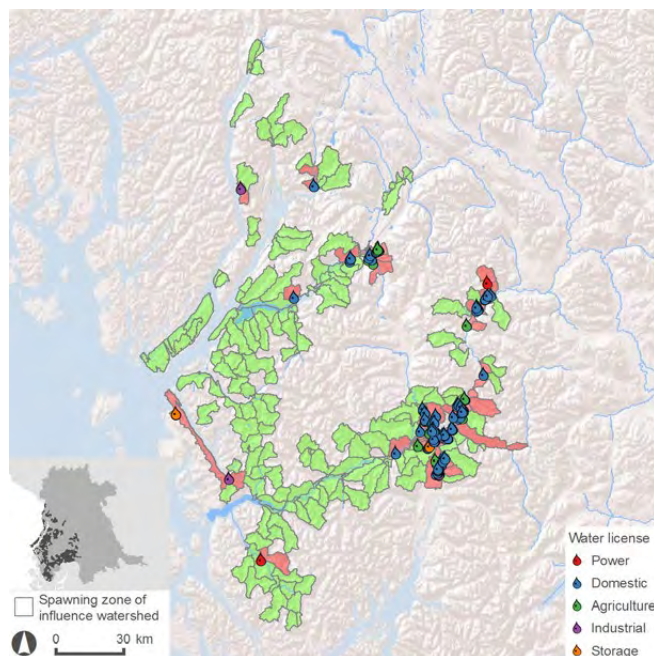 Water license
Power
Domestic
Agriculture
Industrial
Storage
Spawning zone of
influence watershed
0 30 km